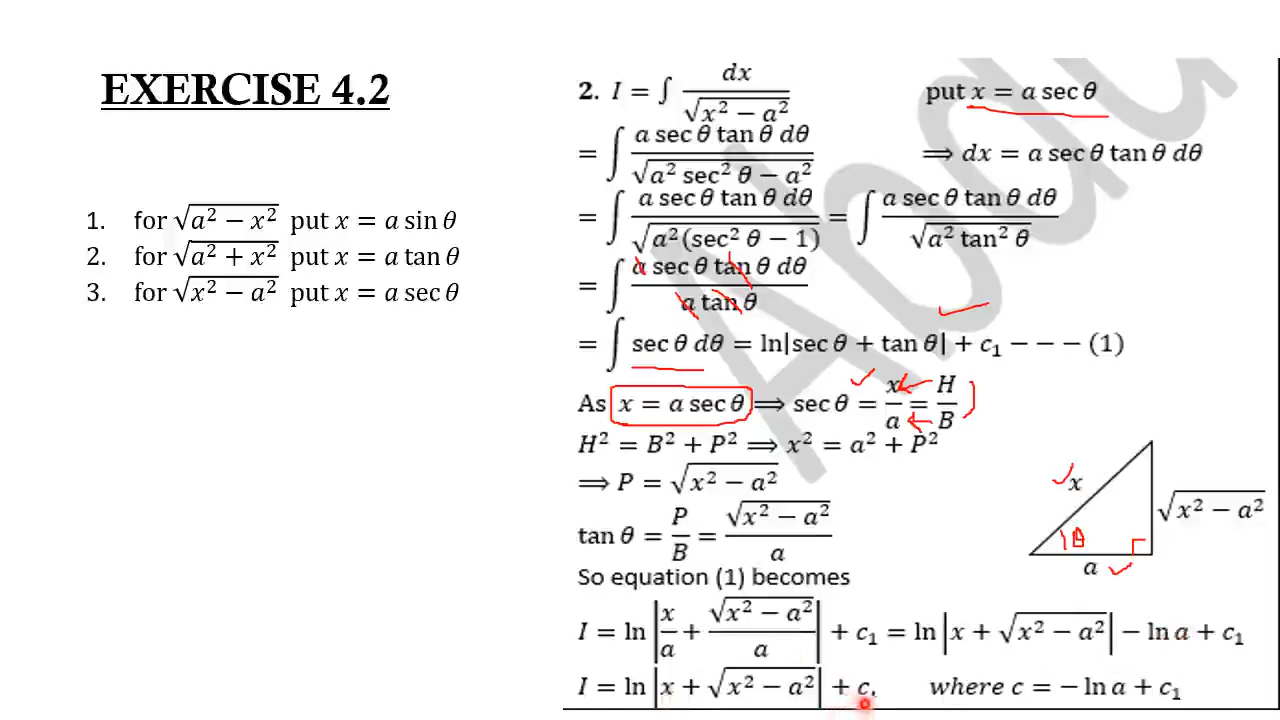 EXERCISE 4.2
1. for √(a² − x²) put x = a sin θ
2. for √(a² + x²) put x = a tan θ
3. for √(x² − a²) put x = a sec θ
2. I = ∫ dx / √(x² − a²) put x = a sec θ
= ∫ a sec θ tan θ dθ / √(a² sec² θ − a²) ⟹ dx = a sec θ tan θ dθ
= ∫ a sec θ tan θ dθ / √(a²(sec² θ − 1)) = ∫ a sec θ tan θ dθ / √(a² tan² θ)
= ∫ a sec θ tan θ dθ / a tan θ
= ∫ sec θ dθ = ln|sec θ + tan θ| + c₁ − − − (1)
As x = a sec θ ⟹ sec θ = x/a = H/B
H² = B² + P² ⟹ x² = a² + P²
⟹ P = √(x² − a²)
tan θ = P/B = √(x² − a²) / a
x
√(x² − a²)
θ
a
So equation (1) becomes
I = ln |x/a + √(x² − a²)/a| + c₁ = ln |x + √(x² − a²)| − ln a + c₁
I = ln |x + √(x² − a²)| + c. where c = − ln a + c₁